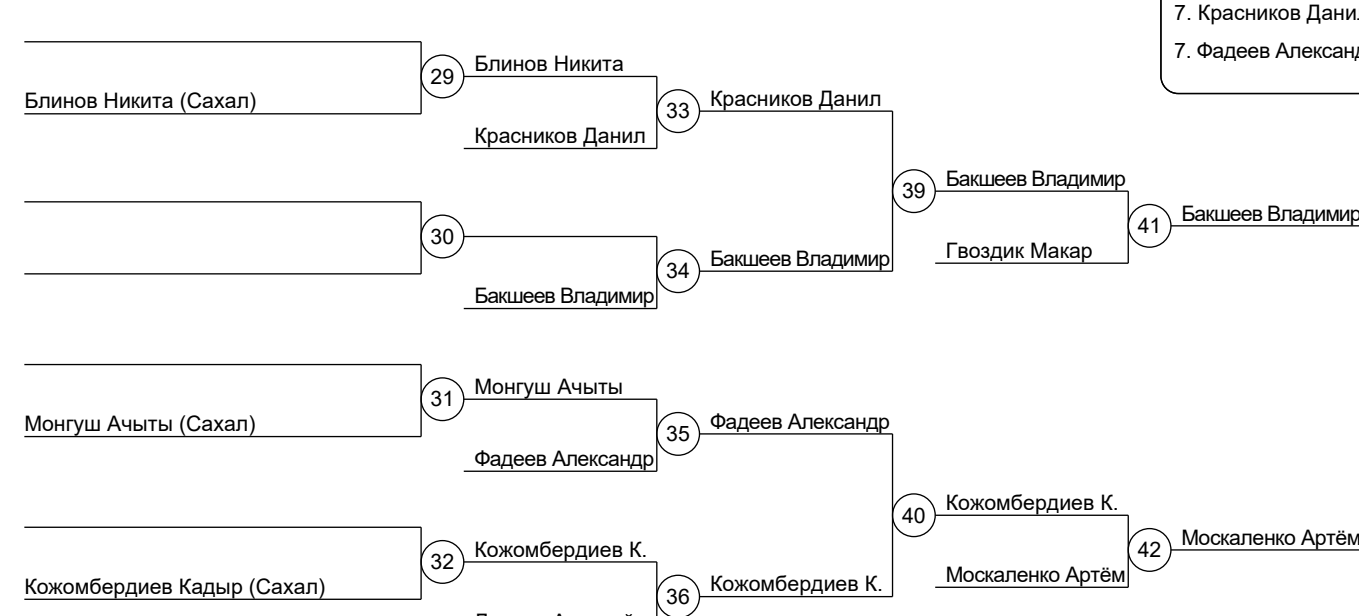 7. Красников Дани
7. Фадеев Алексан
Блинов Никита
29
Блинов Никита (Сахал)
Красников Данил
33
Красников Данил
Бакшеев Владимир
39
Бакшеев Владимир
41
Гвоздик Макар
30
Бакшеев Владимир
34
Бакшеев Владимир
Монгуш Ачыты
31
Фадеев Александр
Монгуш Ачыты (Сахал)
35
Фадеев Александр
Кожомбердиев К.
40
Москаленко Артём
Кожомбердиев К.
42
32
Москаленко Артём
Кожомбердиев Кадыр (Сахал)
Кожомбердиев К.
36